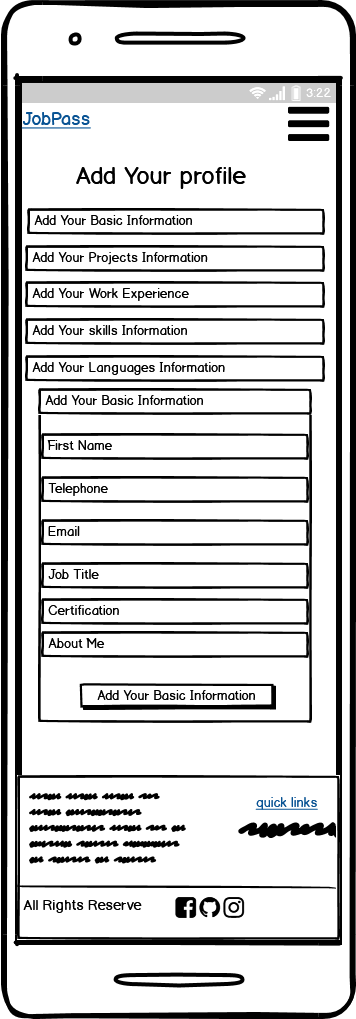 3:22
JobPass
Add Your profile
Add Your Basic Information
Add Your Projects Information
Add Your Work Experience
Add Your skills Information
Add Your Languages Information
Add Your Basic Information
First Name
Telephone
Email
Job Title
Certification
About Me
Add Your Basic Information
quick links
All Rights Reserve